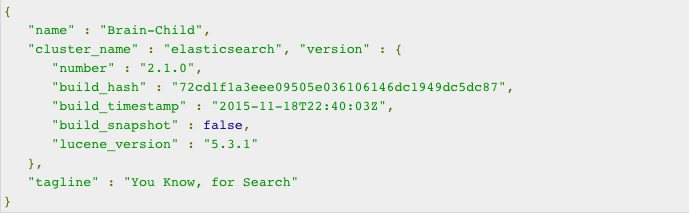 {
"name" : "Brain-Child",
"cluster_name" : "elasticsearch", "version" : {
"number" : "2.1.0",
"build_hash" : "72cd1f1a3eee09505e036106146dc1949dc5dc87",
"build_timestamp" : "2015-11-18T22:40:03Z",
"build_snapshot" : false,
"lucene_version" : "5.3.1"
},
"tagline" : "You Know, for Search"
}